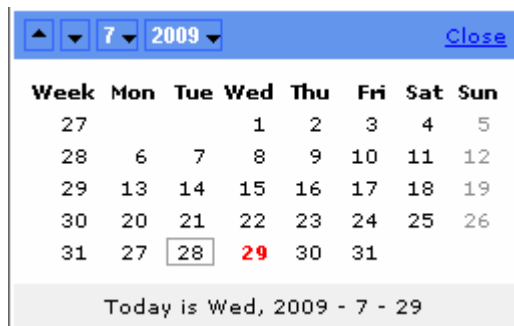 7 2009 Close
Week Mon Tue Wed Thu Fri Sat Sun
27 1 2 3 4 5
28 6 7 8 9 10 11 12
29 13 14 15 16 17 18 19
30 20 21 22 23 24 25 26
31 27 28 29 30 31
Today is Wed, 2009 - 7 - 29